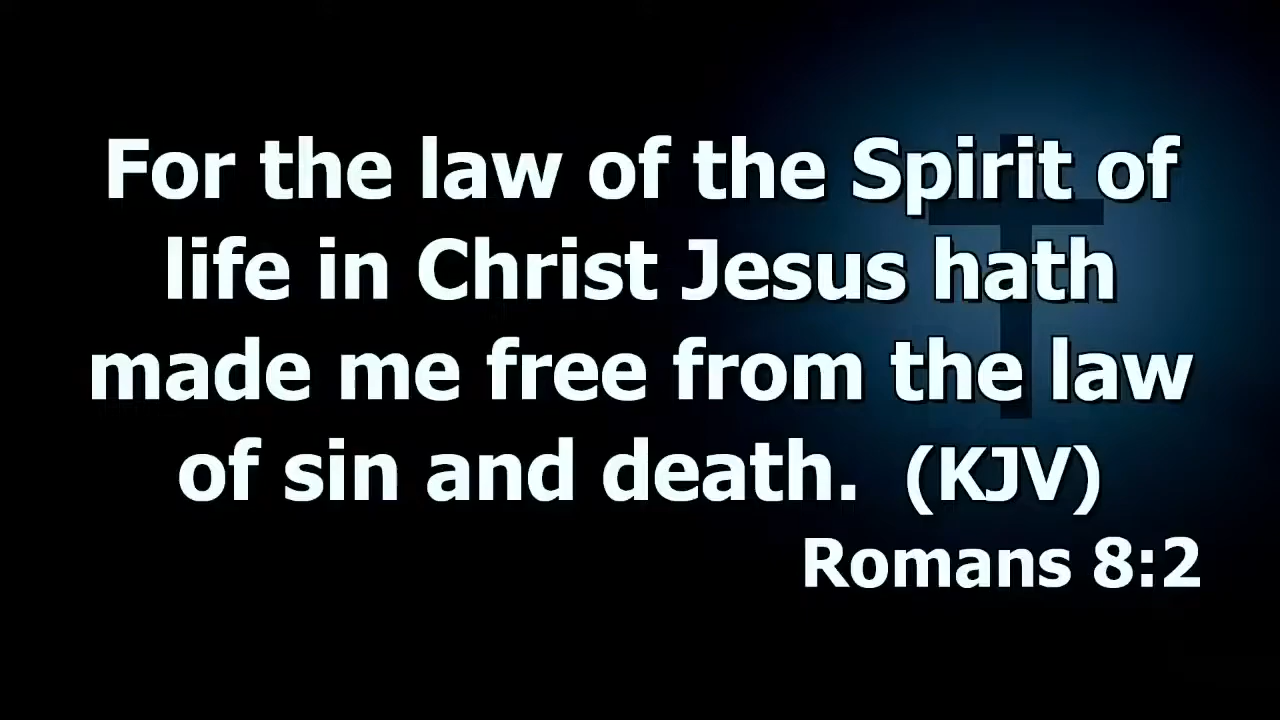 For the law of the Spirit of
life in Christ Jesus hath
made me free from the law
of sin and death.  (KJV)
Romans 8:2